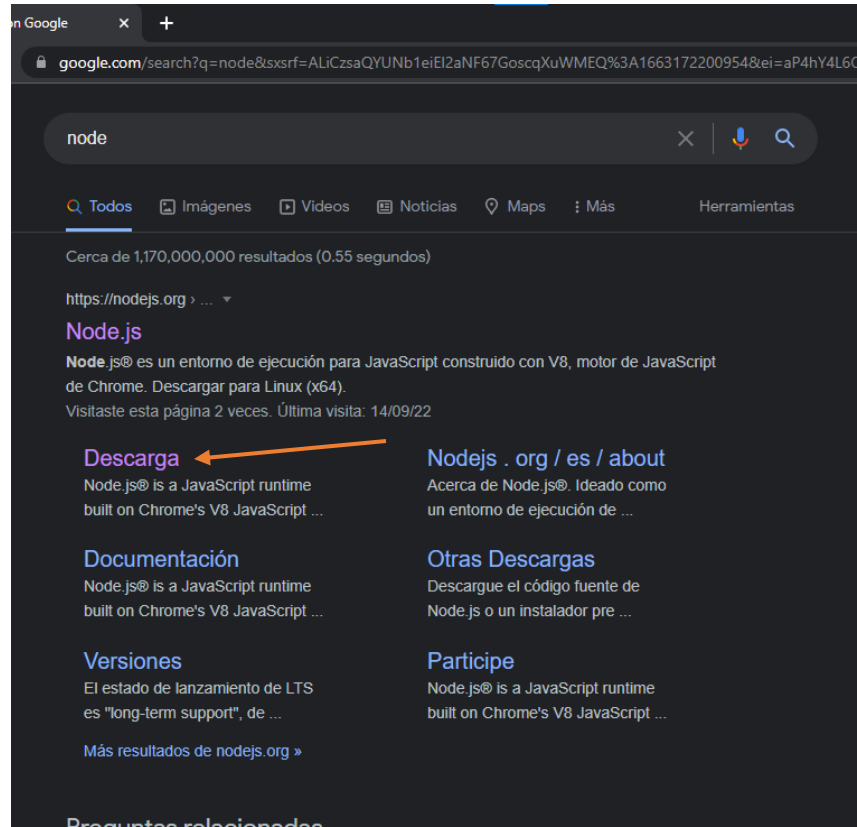 on Google
google.com/search?q=node&sxsrf=ALiCzsaQYUNb1eiEl2aNF67GoscqXuWMEQ%3A1663172200954&ei=aP4hY4L6
node
Todos Imágenes Videos Noticias Maps Más Herramientas
Cerca de 1,170,000,000 resultados (0.55 segundos)
https://nodejs.org › ...
Node.js
Node.js® es un entorno de ejecución para JavaScript construido con V8, motor de JavaScript
de Chrome. Descargar para Linux (x64).
Visitaste esta página 2 veces. Última visita: 14/09/22
Descarga
Node.js® is a JavaScript runtime
built on Chrome's V8 JavaScript ...
Nodejs . org / es / about
Acerca de Node.js®. Ideado como
un entorno de ejecución de ...
Documentación
Node.js® is a JavaScript runtime
built on Chrome's V8 JavaScript ...
Otras Descargas
Descargue el código fuente de
Node.js o un instalador pre ...
Versiones
El estado de lanzamiento de LTS
es "long-term support", de ...
Participe
Node.js® is a JavaScript runtime
built on Chrome's V8 JavaScript ...
Más resultados de nodejs.org »
Preguntas relacionadas